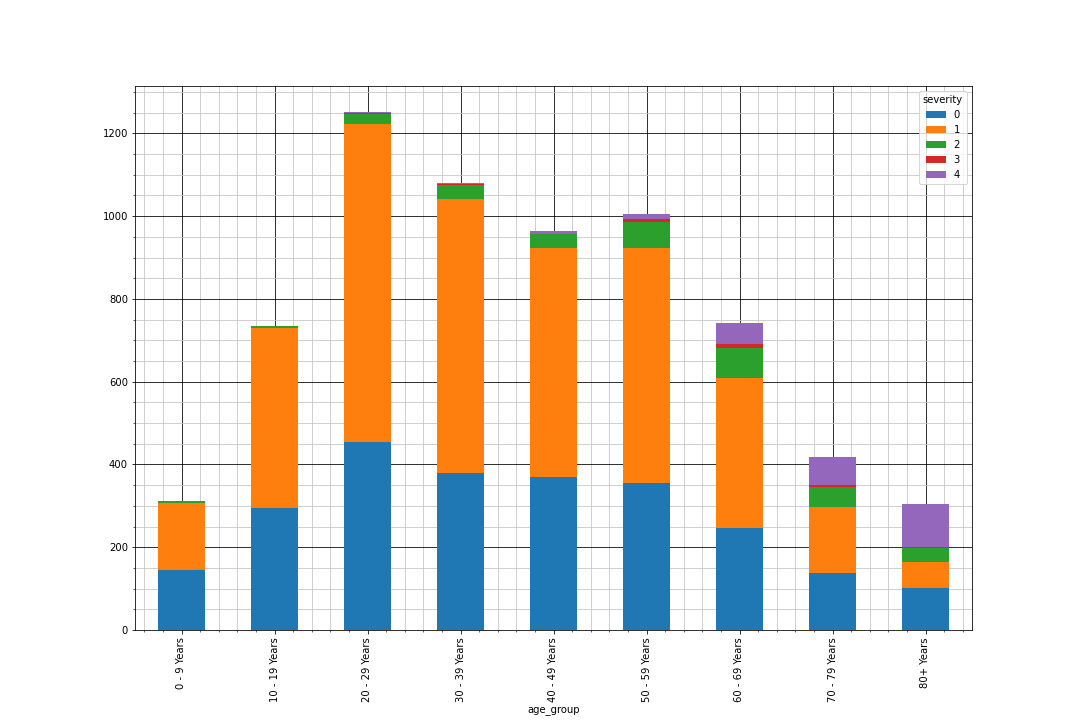 severity
0
1
2
3
4
1200
1000
800
600
400
200
0
0 - 9 Years
10 - 19 Years
20 - 29 Years
30 - 39 Years
40 - 49 Years
50 - 59 Years
60 - 69 Years
70 - 79 Years
80+ Years
age_group